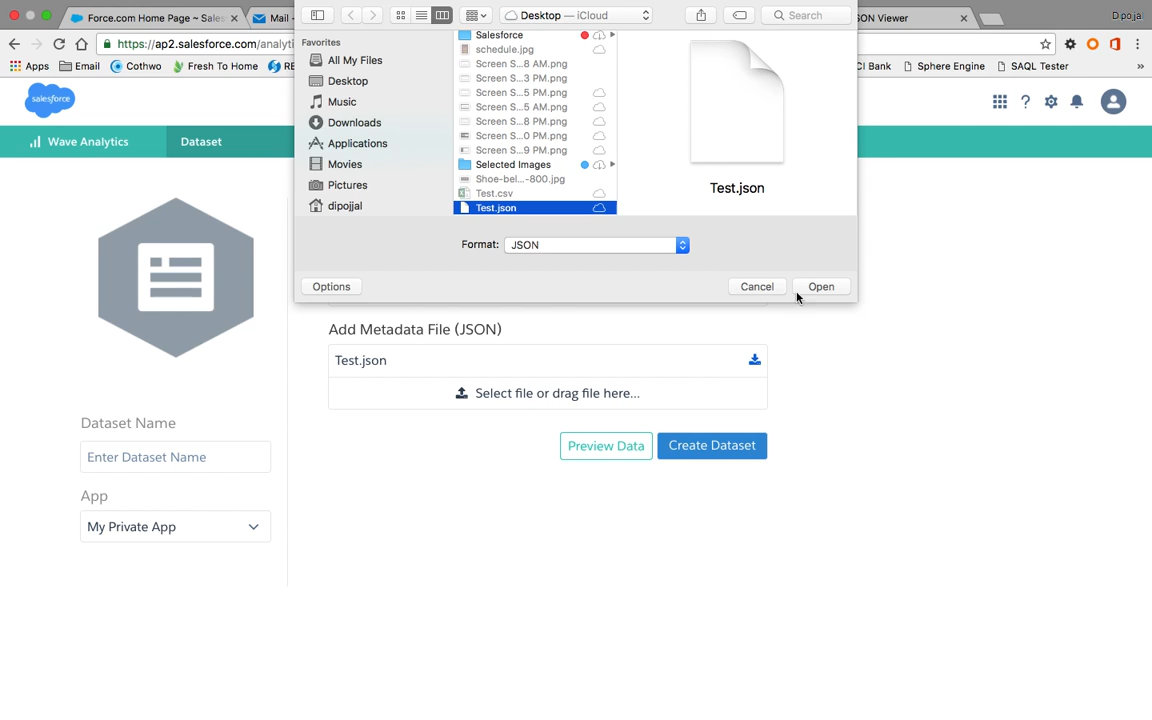 Force.com Home Page ~ Sales
Mail -
Desktop — iCloud
Search
SON Viewer
Dipojjal
https://ap2.salesforce.com/analyti
Apps
Email
Cothwo
Fresh To Home
RE
CI Bank
Sphere Engine
SAQL Tester
»
salesforce
Wave Analytics
Dataset
Favorites
All My Files
Desktop
Music
Downloads
Applications
Movies
Pictures
dipojjal
Salesforce
schedule.jpg
Screen S...8 AM.png
Screen S...3 PM.png
Screen S...5 PM.png
Screen S...5 AM.png
Screen S...8 PM.png
Screen S...0 PM.png
Screen S...9 PM.png
Selected Images
Shoe-bel...-800.jpg
Test.csv
Test.json
Test.json
Format:
JSON
Options
Cancel
Open
Add Metadata File (JSON)
Test.json
Select file or drag file here...
Preview Data
Create Dataset
Dataset Name
Enter Dataset Name
App
My Private App